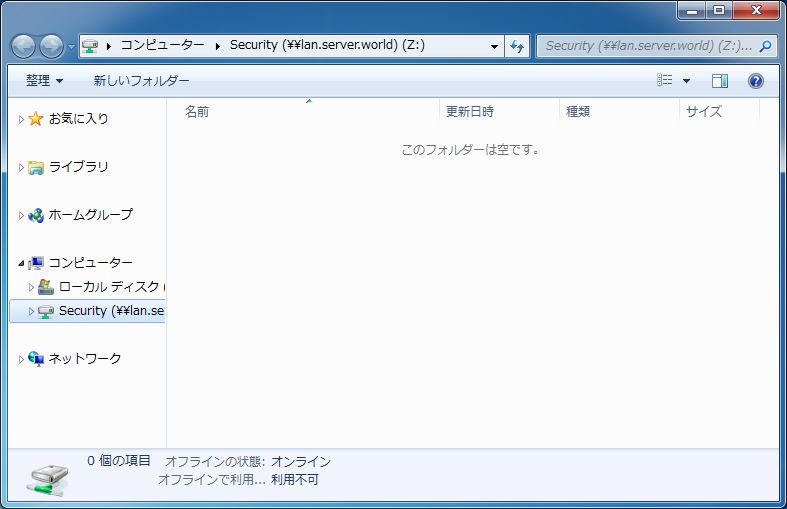 コンピューター Security (¥¥lan.server.world) (Z:) Security (¥¥lan.server.world) (Z:)...
整理 新しいフォルダー
名前 更新日時 種類 サイズ
このフォルダーは空です。
お気に入り
ライブラリ
ホームグループ
コンピューター
ローカル ディスク (
Security (¥¥lan.se
ネットワーク
0 個の項目 オフラインの状態: オンライン
オフラインで利用... 利用不可